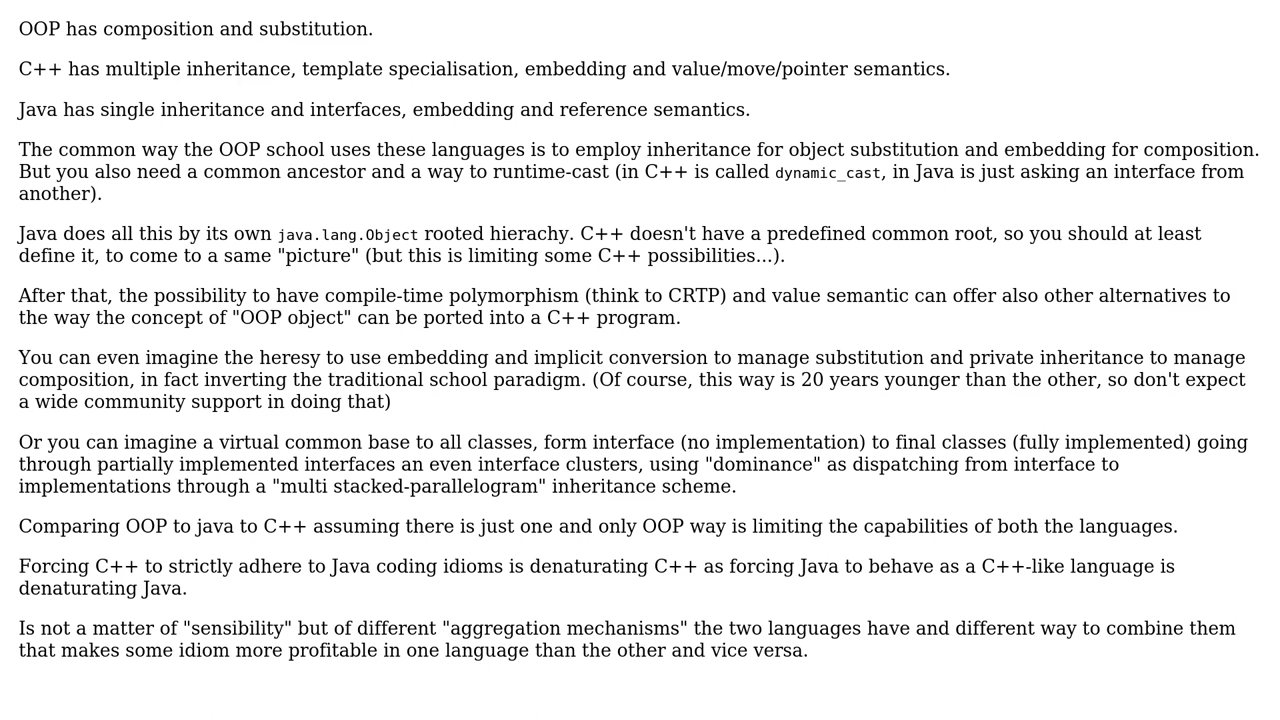 OOP has composition and substitution.
C++ has multiple inheritance, template specialisation, embedding and value/move/pointer semantics.
Java has single inheritance and interfaces, embedding and reference semantics.
The common way the OOP school uses these languages is to employ inheritance for object substitution and embedding for composition.
But you also need a common ancestor and a way to runtime-cast (in C++ is called dynamic_cast, in Java is just asking an interface from
another).
Java does all this by its own java.lang.Object rooted hierachy. C++ doesn't have a predefined common root, so you should at least
define it, to come to a same "picture" (but this is limiting some C++ possibilities...).
After that, the possibility to have compile-time polymorphism (think to CRTP) and value semantic can offer also other alternatives to
the way the concept of "OOP object" can be ported into a C++ program.
You can even imagine the heresy to use embedding and implicit conversion to manage substitution and private inheritance to manage
composition, in fact inverting the traditional school paradigm. (Of course, this way is 20 years younger than the other, so don't expect
a wide community support in doing that)
Or you can imagine a virtual common base to all classes, form interface (no implementation) to final classes (fully implemented) going
through partially implemented interfaces an even interface clusters, using "dominance" as dispatching from interface to
implementations through a "multi stacked-parallelogram" inheritance scheme.
Comparing OOP to java to C++ assuming there is just one and only OOP way is limiting the capabilities of both the languages.
Forcing C++ to strictly adhere to Java coding idioms is denaturating C++ as forcing Java to behave as a C++-like language is
denaturating Java.
Is not a matter of "sensibility" but of different "aggregation mechanisms" the two languages have and different way to combine them
that makes some idiom more profitable in one language than the other and vice versa.